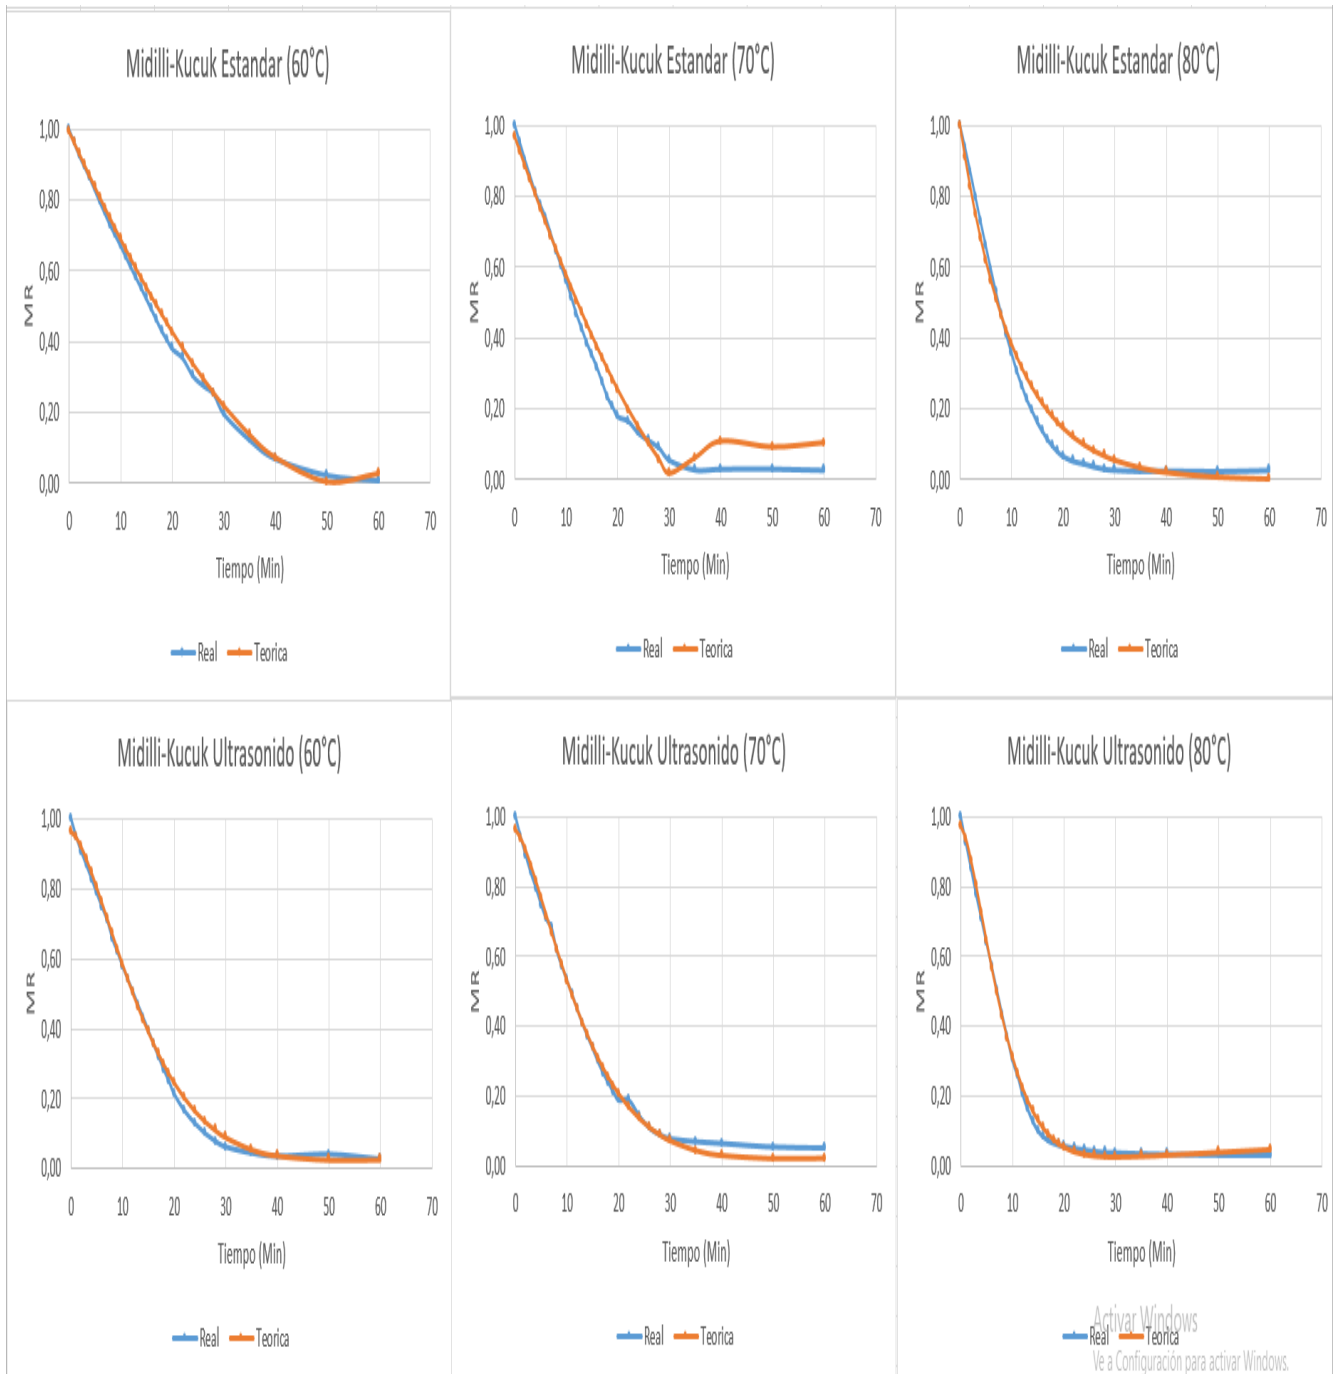 Midilli-Kucuk Estandar (60°C)
1,00
0,80
0,60
0,40
0,20
0,00
MR
0 10 20 30 40 50 60 70
Tiempo (Min)
Real Teorica
Midilli-Kucuk Estandar (70°C)
1,00
0,80
0,60
0,40
0,20
0,00
MR
0 10 20 30 40 50 60 70
Tiempo (Min)
Real Teorica
Midilli-Kucuk Estandar (80°C)
1,00
0,80
0,60
0,40
0,20
0,00
MR
0 10 20 30 40 50 60 70
Tiempo (Min)
Real Teorica
Midilli-Kucuk Ultrasonido (60°C)
1,00
0,80
0,60
0,40
0,20
0,00
MR
0 10 20 30 40 50 60 70
Tiempo (Min)
Real Teorica
Midilli-Kucuk Ultrasonido (70°C)
1,00
0,80
0,60
0,40
0,20
0,00
MR
0 10 20 30 40 50 60 70
Tiempo (Min)
Real Teorica
Midilli-Kucuk Ultrasonido (80°C)
1,00
0,80
0,60
0,40
0,20
0,00
MR
0 10 20 30 40 50 60 70
Tiempo (Min)
Real Teorica
Activar Windows
Ve a Configuración para activar Windows.